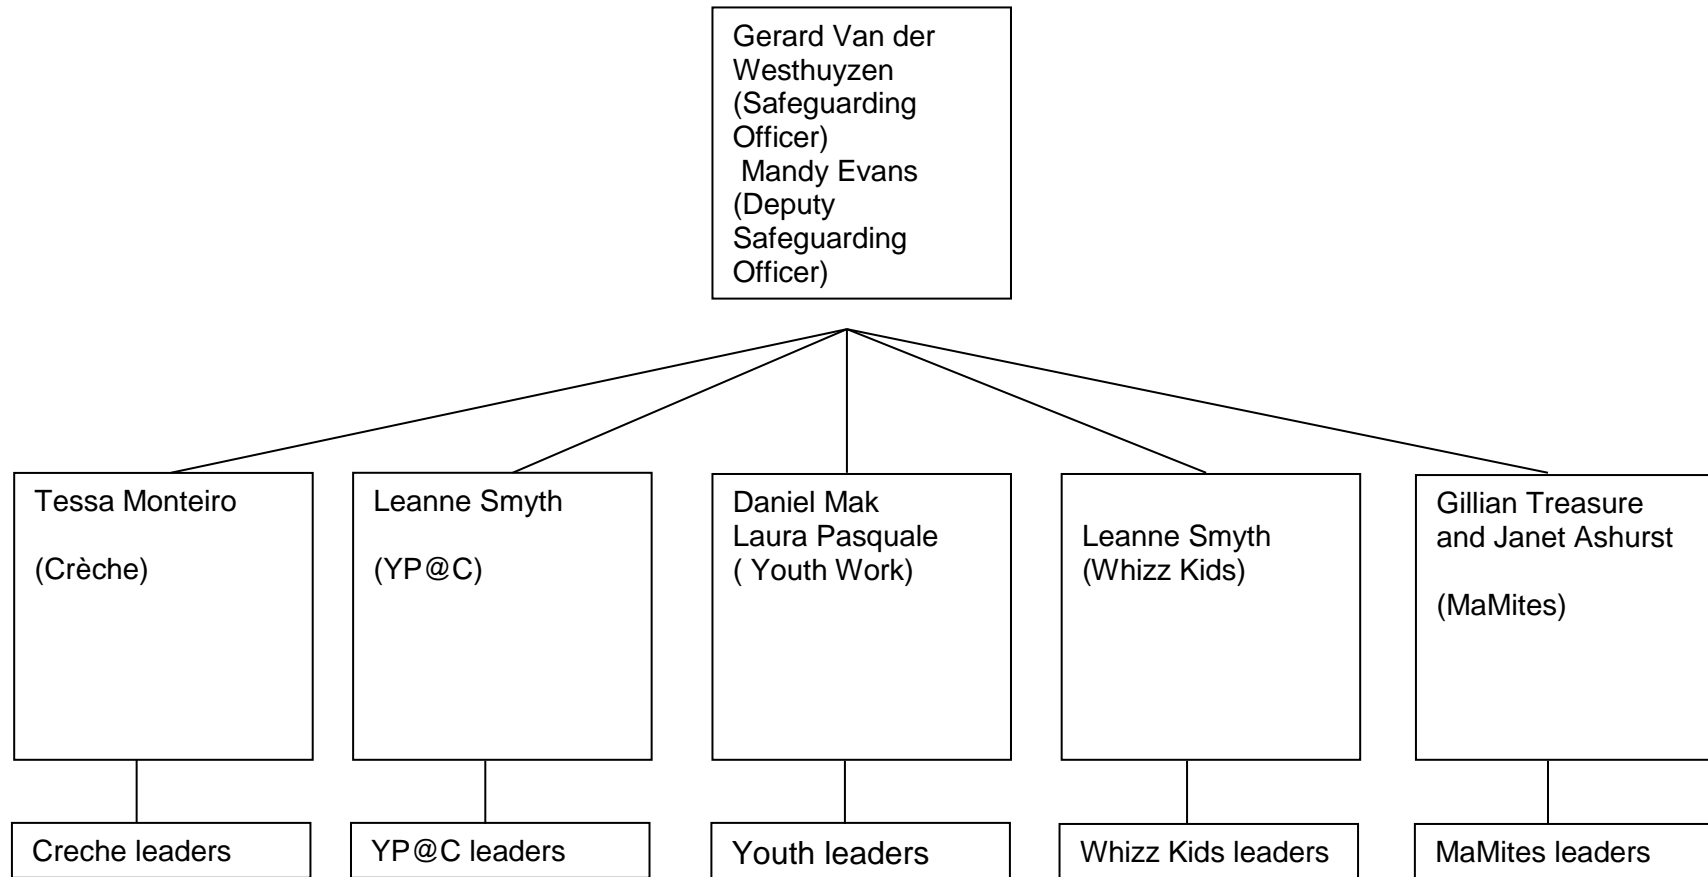 Gerard Van der
Westhuyzen
(Safeguarding
Officer)
Mandy Evans
(Deputy
Safeguarding
Officer)
Tessa Monteiro
(Crèche)
Leanne Smyth
(YP@C)
Daniel Mak
Laura Pasquale
( Youth Work)
Leanne Smyth
(Whizz Kids)
Gillian Treasure
and Janet Ashurst
(MaMites)
Creche leaders
YP@C leaders
Youth leaders
Whizz Kids leaders
MaMites leaders